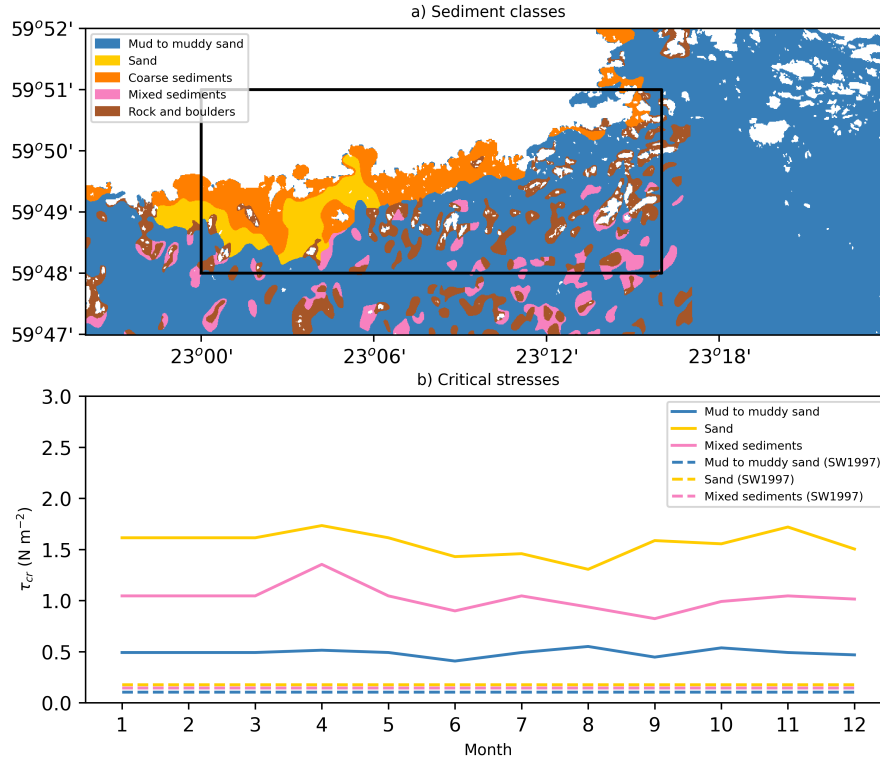 a) Sediment classes
59°52'
59°51'
59°50'
59°49'
59°48'
59°47'
Mud to muddy sand
Sand
Coarse sediments
Mixed sediments
Rock and boulders
23°00'
23°06'
23°12'
23°18'
b) Critical stresses
3.0
2.5
2.0
1.5
1.0
0.5
0.0
τcr (N m−2)
Mud to muddy sand
Sand
Mixed sediments
Mud to muddy sand (SW1997)
Sand (SW1997)
Mixed sediments (SW1997)
1 2 3 4 5 6 7 8 9 10 11 12
Month